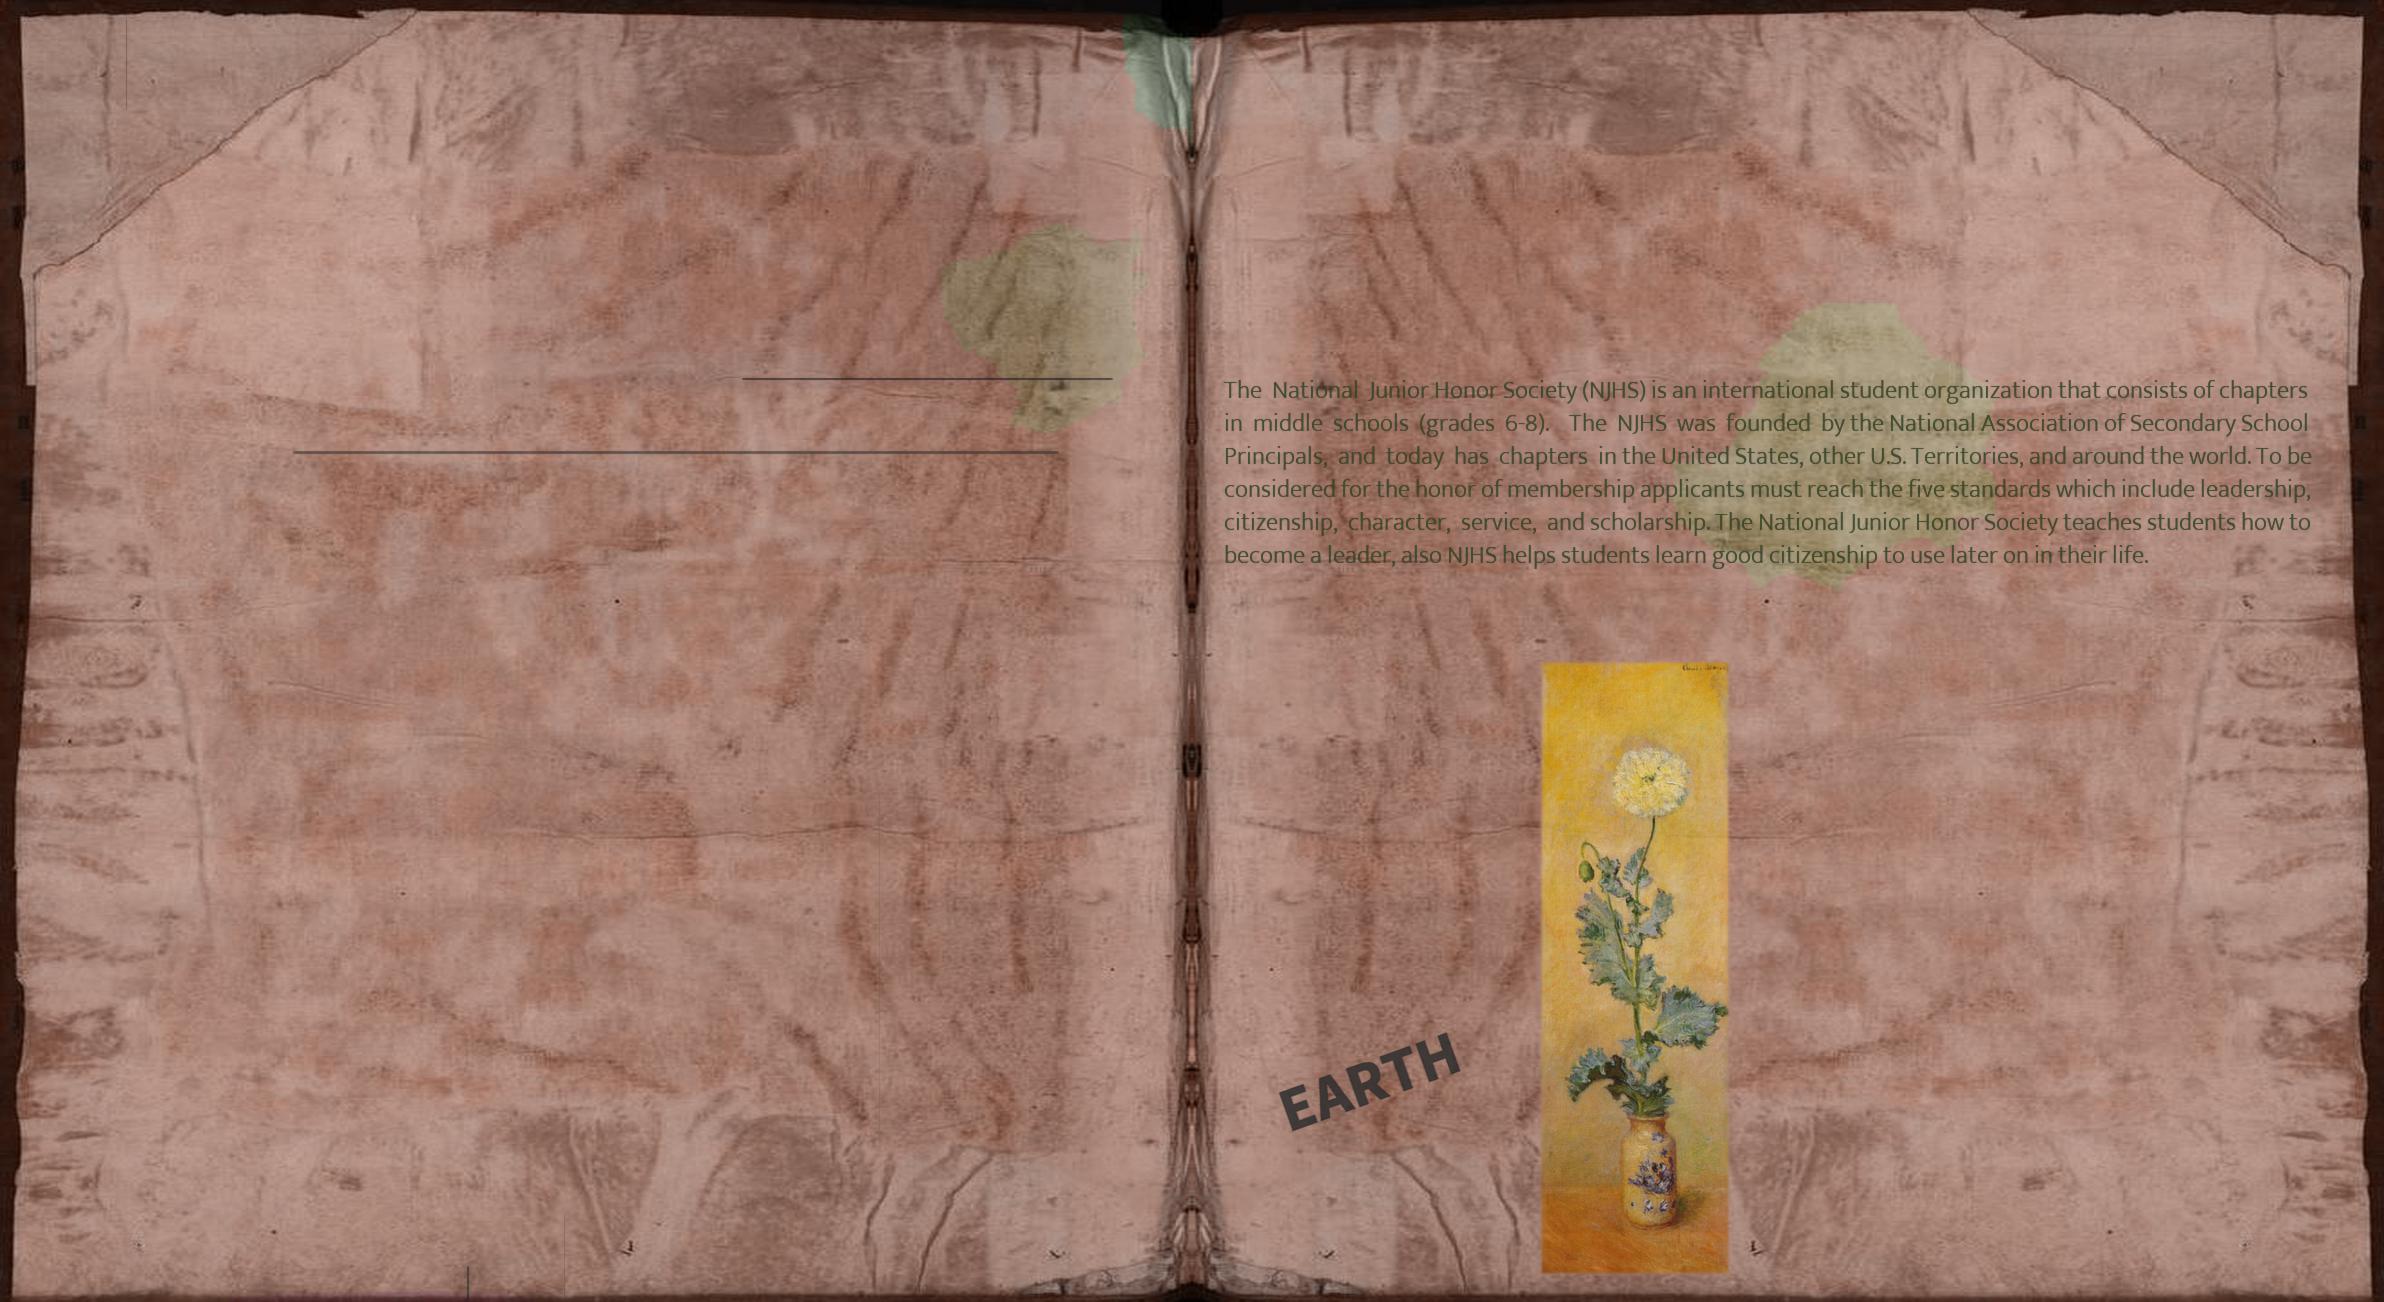 The National Junior Honor Society (NJHS) is an international student organization that consists of chapters
in middle schools (grades 6-8). The NJHS was founded by the National Association of Secondary School
Principals, and today has chapters in the United States, other U.S. Territories, and around the world. To be
considered for the honor of membership applicants must reach the five standards which include leadership,
citizenship, character, service, and scholarship. The National Junior Honor Society teaches students how to
become a leader, also NJHS helps students learn good citizenship to use later on in their life.
EARTH